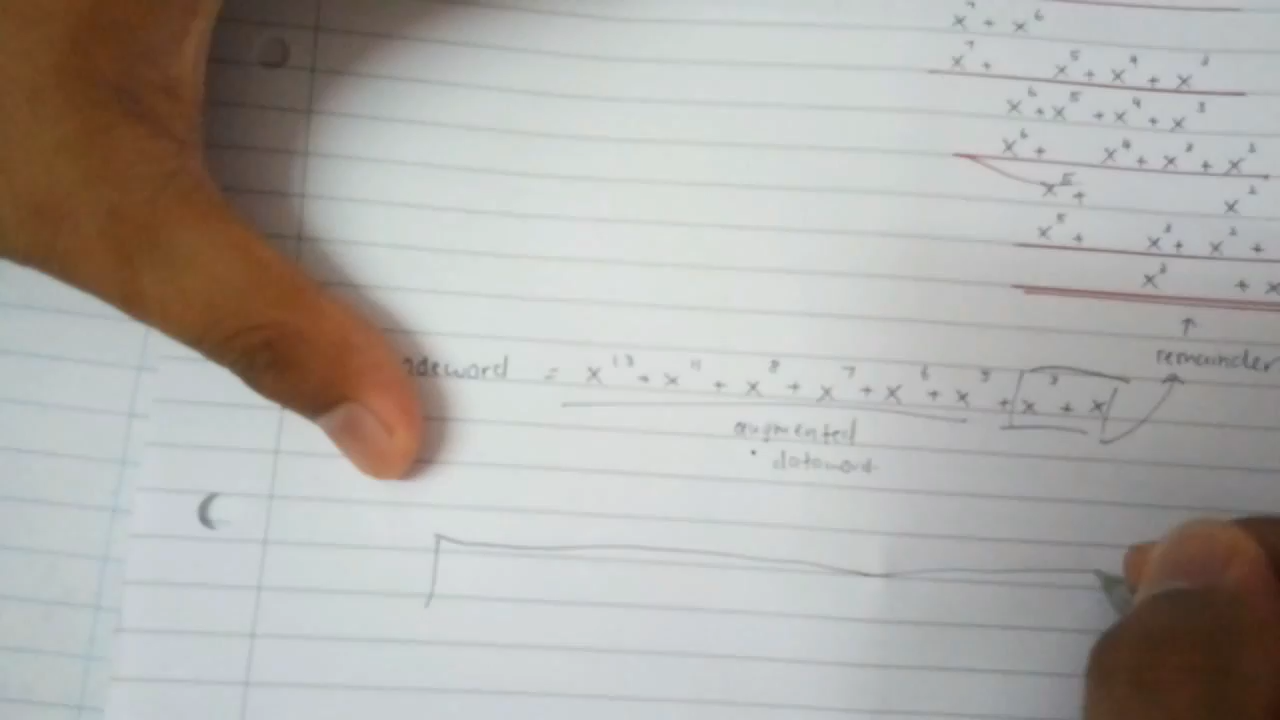 x⁷ + x⁶
x⁷ + x⁵ + x⁴ + x³
x⁶ + x⁵ + x⁴ + x³
x⁶ + x⁴ + x³ + x²
x⁵ + x²
x⁵ + x³ + x² +
x³ + x
↑
remainder
= x¹³ + x¹¹ + x⁸ + x⁷ + x⁶ + x⁵ + x³ + x
augmented
dataword